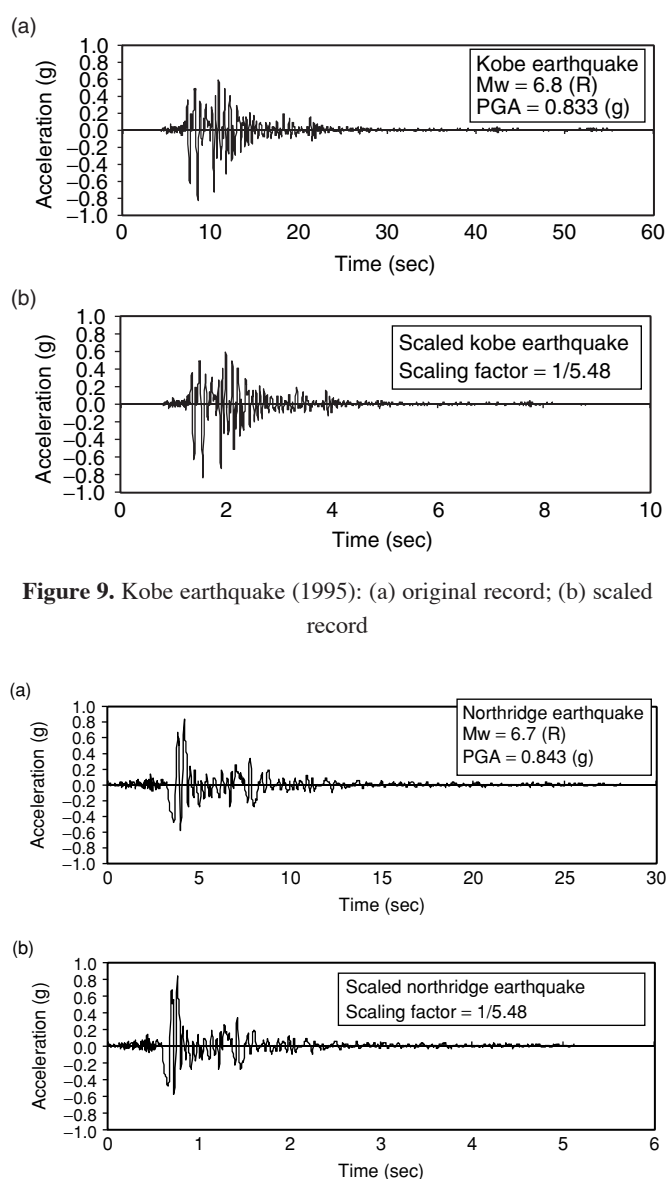 (a)
1.0
0.8
0.6
0.4
0.2
0.0
−0.2
−0.4
−0.6
−0.8
−1.0
Acceleration (g)
Kobe earthquake
Mw = 6.8 (R)
PGA = 0.833 (g)
0 10 20 30 40 50 60
Time (sec)
(b)
1.0
0.8
0.6
0.4
0.2
0.0
−0.2
−0.4
−0.6
−0.8
−1.0
Acceleration (g)
Scaled kobe earthquake
Scaling factor = 1/5.48
0 2 4 6 8 10
Time (sec)
Figure 9. Kobe earthquake (1995): (a) original record; (b) scaled
record
(a)
1.0
0.8
0.6
0.4
0.2
0.0
−0.2
−0.4
−0.6
−0.8
−1.0
Acceleration (g)
Northridge earthquake
Mw = 6.7 (R)
PGA = 0.843 (g)
0 5 10 15 20 25 30
Time (sec)
(b)
1.0
0.8
0.6
0.4
0.2
0.0
−0.2
−0.4
−0.6
−0.8
−1.0
Acceleration (g)
Scaled northridge earthquake
Scaling factor = 1/5.48
0 1 2 3 4 5 6
Time (sec)